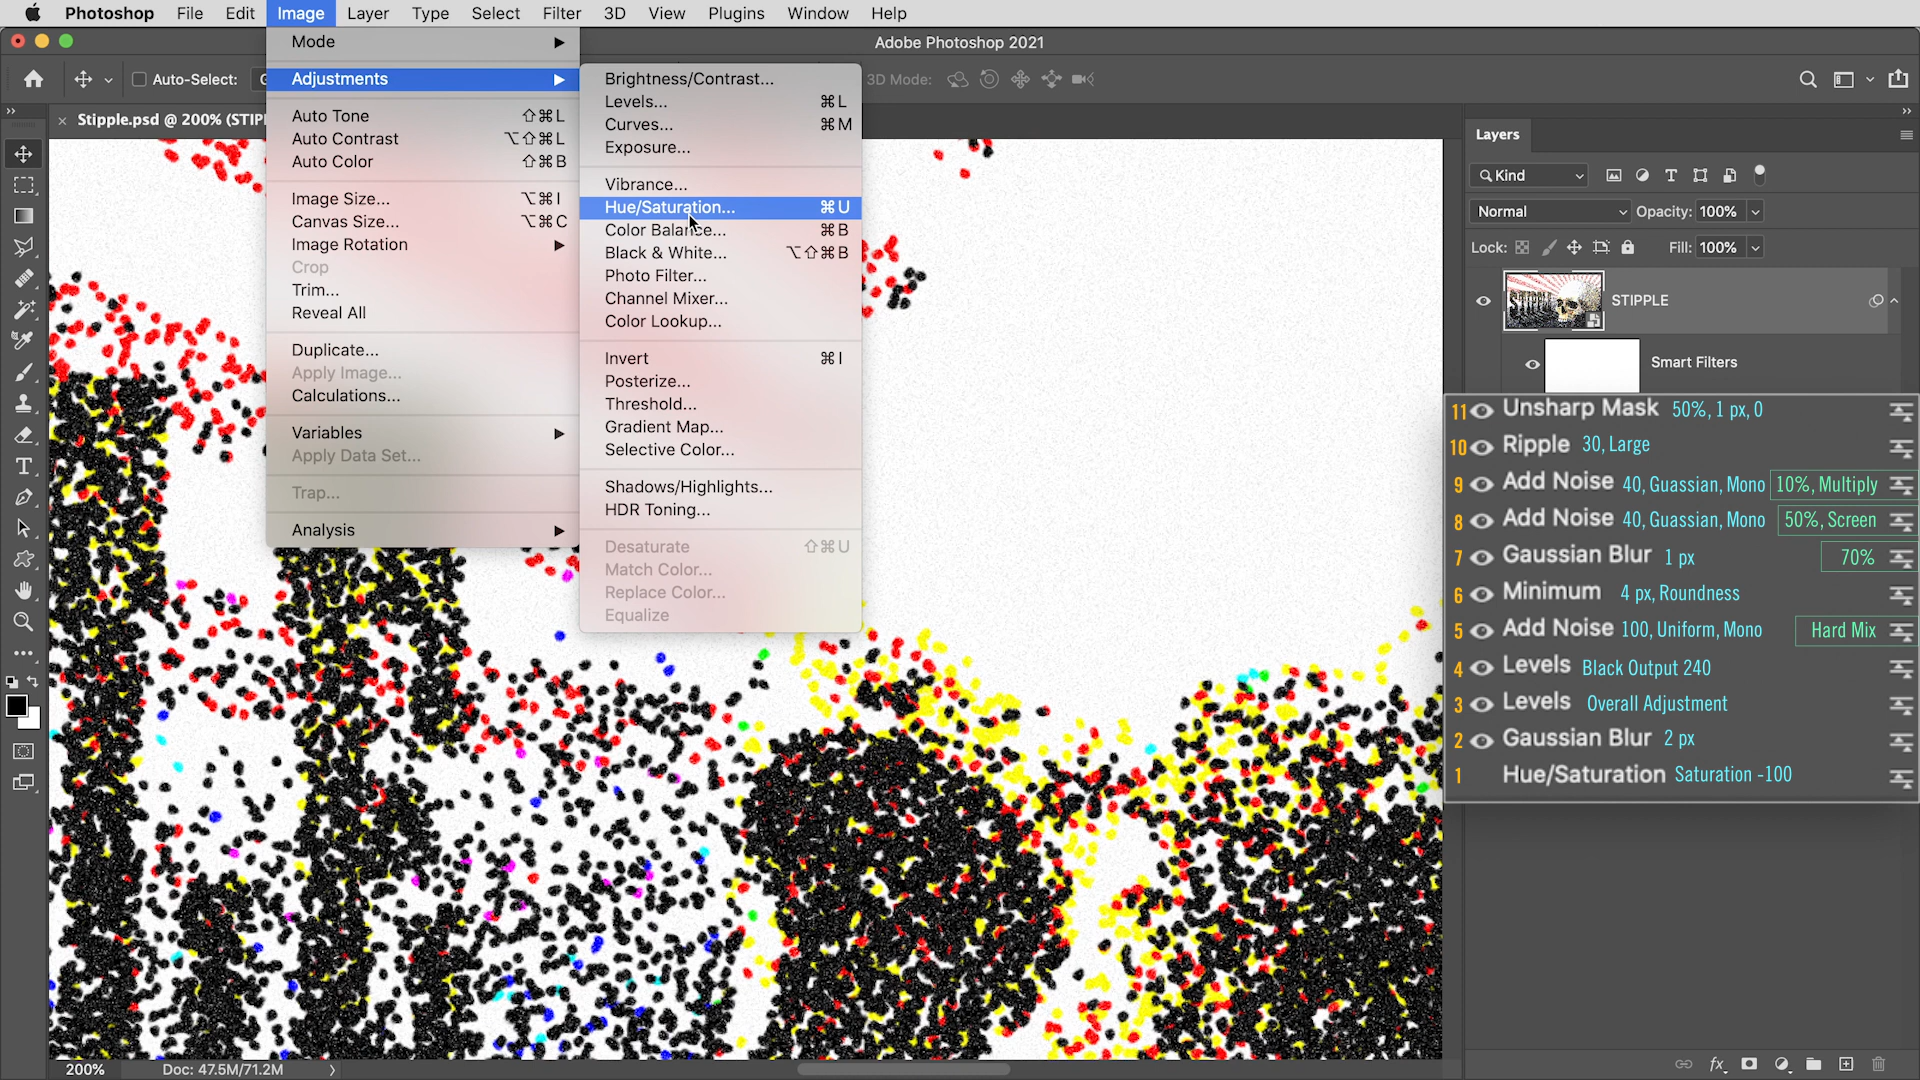 Photoshop File Edit Image Layer Type Select Filter 3D View Plugins Window Help
Adobe Photoshop 2021
Auto-Select:
3D Mode:
Stipple.psd @ 200% (STIP
Mode
Adjustments
Auto Tone ⇧⌘L
Auto Contrast ⌥⇧⌘L
Auto Color ⇧⌘B
Image Size... ⌥⌘I
Canvas Size... ⌥⌘C
Image Rotation
Crop
Trim...
Reveal All
Duplicate...
Apply Image...
Calculations...
Variables
Apply Data Set...
Trap...
Analysis
Brightness/Contrast...
Levels... ⌘L
Curves... ⌘M
Exposure...
Vibrance...
Hue/Saturation... ⌘U
Color Balance... ⌘B
Black & White... ⌥⇧⌘B
Photo Filter...
Channel Mixer...
Color Lookup...
Invert ⌘I
Posterize...
Threshold...
Gradient Map...
Selective Color...
Shadows/Highlights...
HDR Toning...
Desaturate ⇧⌘U
Match Color...
Replace Color...
Equalize
Layers
Kind
Normal Opacity: 100%
Lock: Fill: 100%
STIPPLE
Smart Filters
11 Unsharp Mask 50%, 1 px, 0
10 Ripple 30, Large
9 Add Noise 40, Guassian, Mono 10%, Multiply
8 Add Noise 40, Guassian, Mono 50%, Screen
7 Gaussian Blur 1 px 70%
6 Minimum 4 px, Roundness
5 Add Noise 100, Uniform, Mono Hard Mix
4 Levels Black Output 240
3 Levels Overall Adjustment
2 Gaussian Blur 2 px
1 Hue/Saturation Saturation -100
fx
200% Doc: 47.5M/71.2M